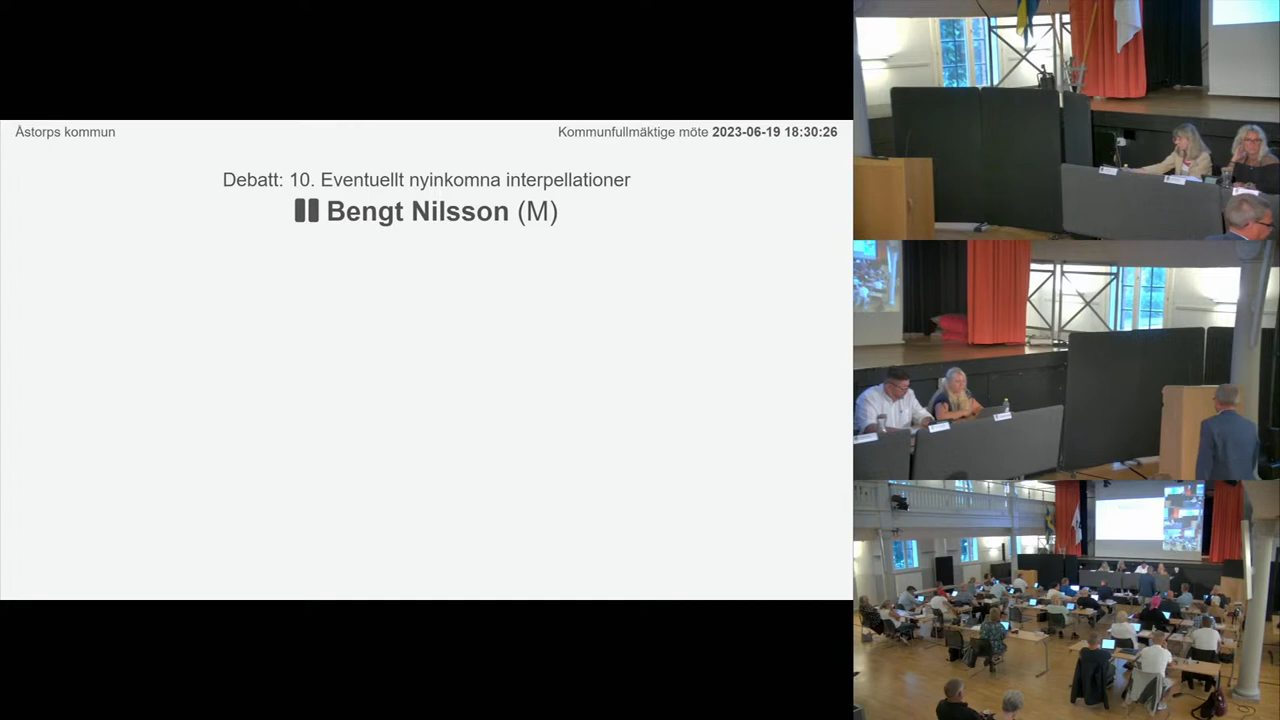 Åstorps kommun
Kommunfullmäktige möte 2023-06-19 18:30:26
Debatt: 10. Eventuellt nyinkomna interpellationer
Bengt Nilsson (M)